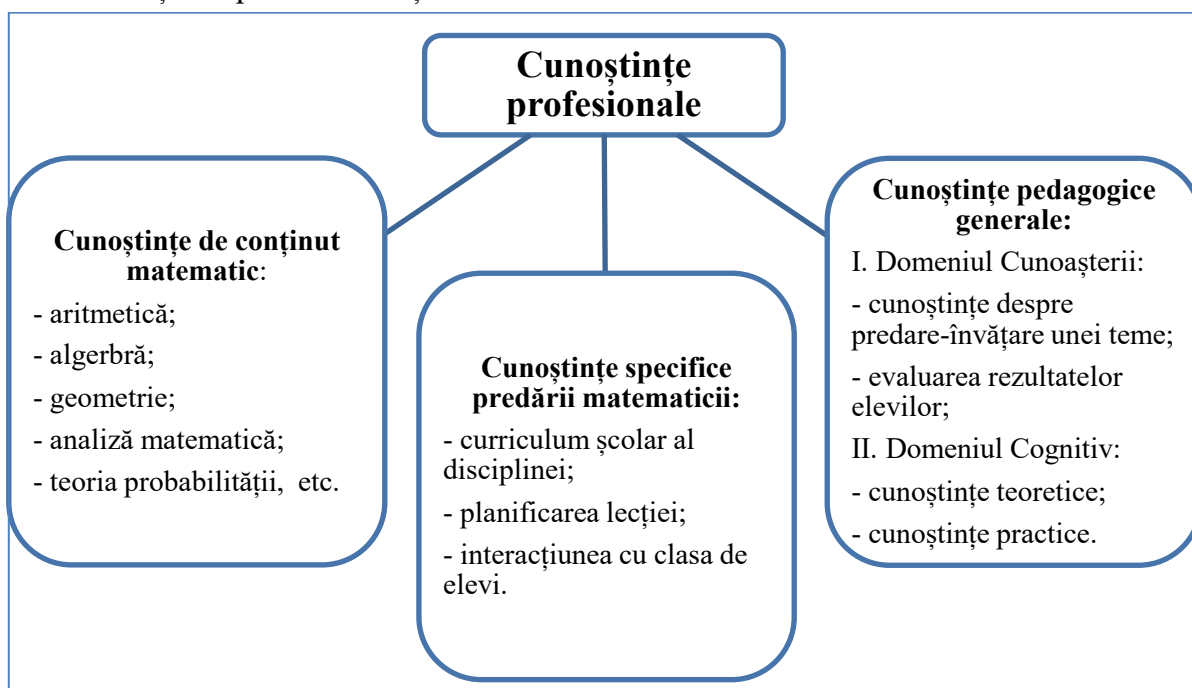 Cunoștințe
profesionale
Cunoștințe de conținut
matematic:
- aritmetică;
- algerbră;
- geometrie;
- analiză matematică;
- teoria probabilității, etc.
Cunoștințe specifice
predării matematicii:
- curriculum școlar al
disciplinei;
- planificarea lecției;
- interacțiunea cu clasa de
elevi.
Cunoștințe pedagogice
generale:
I. Domeniul Cunoașterii:
- cunoștințe despre
predare-învățare unei teme;
- evaluarea rezultatelor
elevilor;
II. Domeniul Cognitiv:
- cunoștințe teoretice;
- cunoștințe practice.